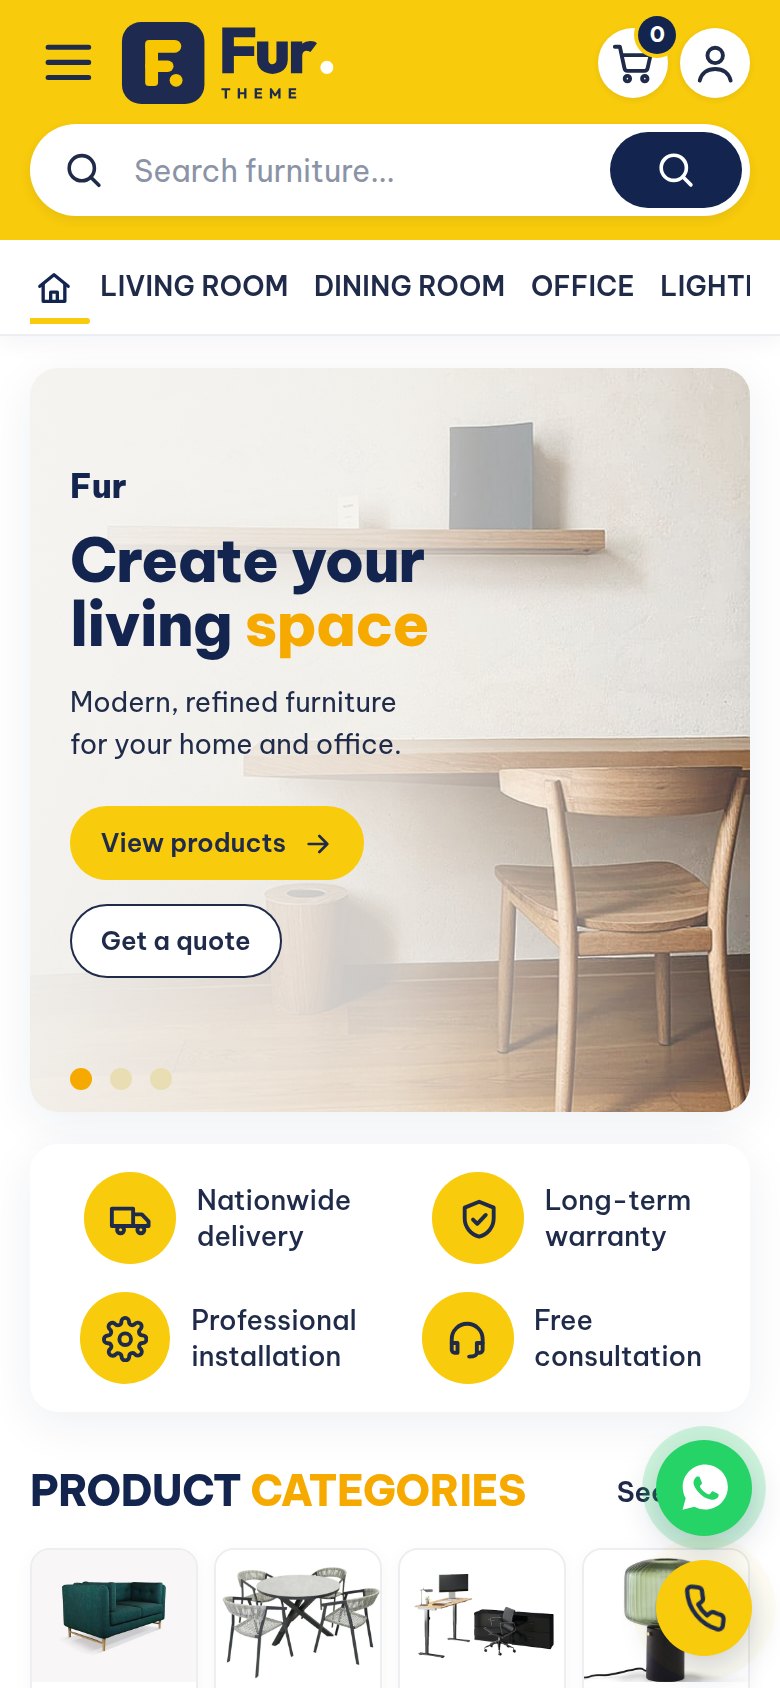 Fur.
THEME
0
Search furniture...
LIVING ROOM DINING ROOM OFFICE
Fur
Create your
living space
Modern, refined furniture
for your home and office.
View products
Get a quote
Nationwide
delivery
Long-term
warranty
Professional
installation
Free
consultation
PRODUCT CATEGORIES